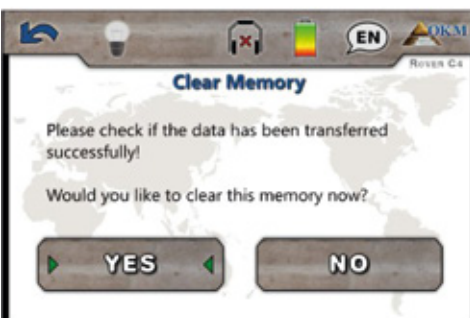 EN
OKM
Rover C4
Clear Memory
Please check if the data has been transferred
successfully!
Would you like to clear this memory now?
YES
NO